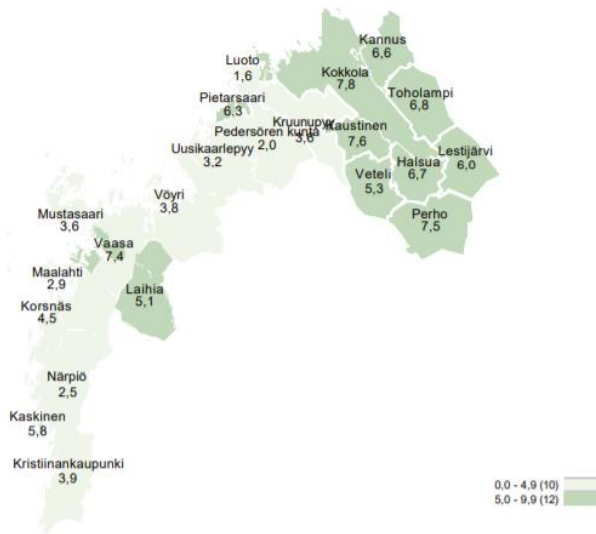 Kannus
6,6
Luoto
1,6
Kokkola
7,8
Toholampi
6,8
Pietarsaari
6,3
Kruunupyy
3,6
Kaustinen
7,6
Pedersören kunta
2,0
Uusikaarlepyy
3,2
Lestijärvi
6,0
Halsua
6,7
Veteli
5,3
Vöyri
3,8
Perho
7,5
Mustasaari
3,6
Vaasa
7,4
Maalahti
2,9
Laihia
5,1
Korsnäs
4,5
Närpiö
2,5
Kaskinen
5,8
Kristiinankaupunki
3,9
0,0 - 4,9 (10)
5,0 - 9,9 (12)